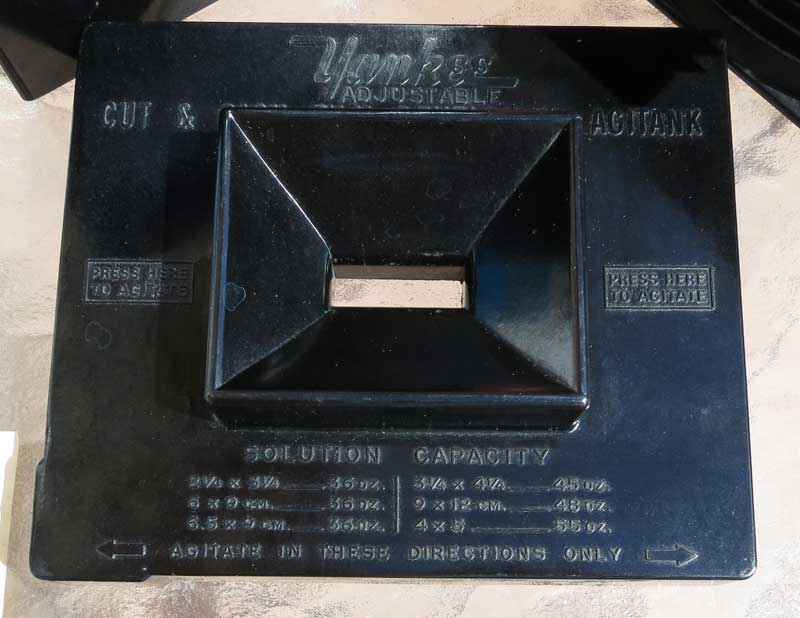 Yankee
ADJUSTABLE
CUT &
AGITANK
PRESS HERE
TO AGITATE
PRESS HERE
TO AGITATE
SOLUTION CAPACITY
2¼ x 3¼ 36 OZ.
6 x 9 CM. 36 OZ.
6.5 x 9 CM. 36 OZ.
3¼ x 4¼ 45 OZ.
9 x 12 CM. 48 OZ.
4 x 5 55 OZ.
AGITATE IN THESE DIRECTIONS ONLY